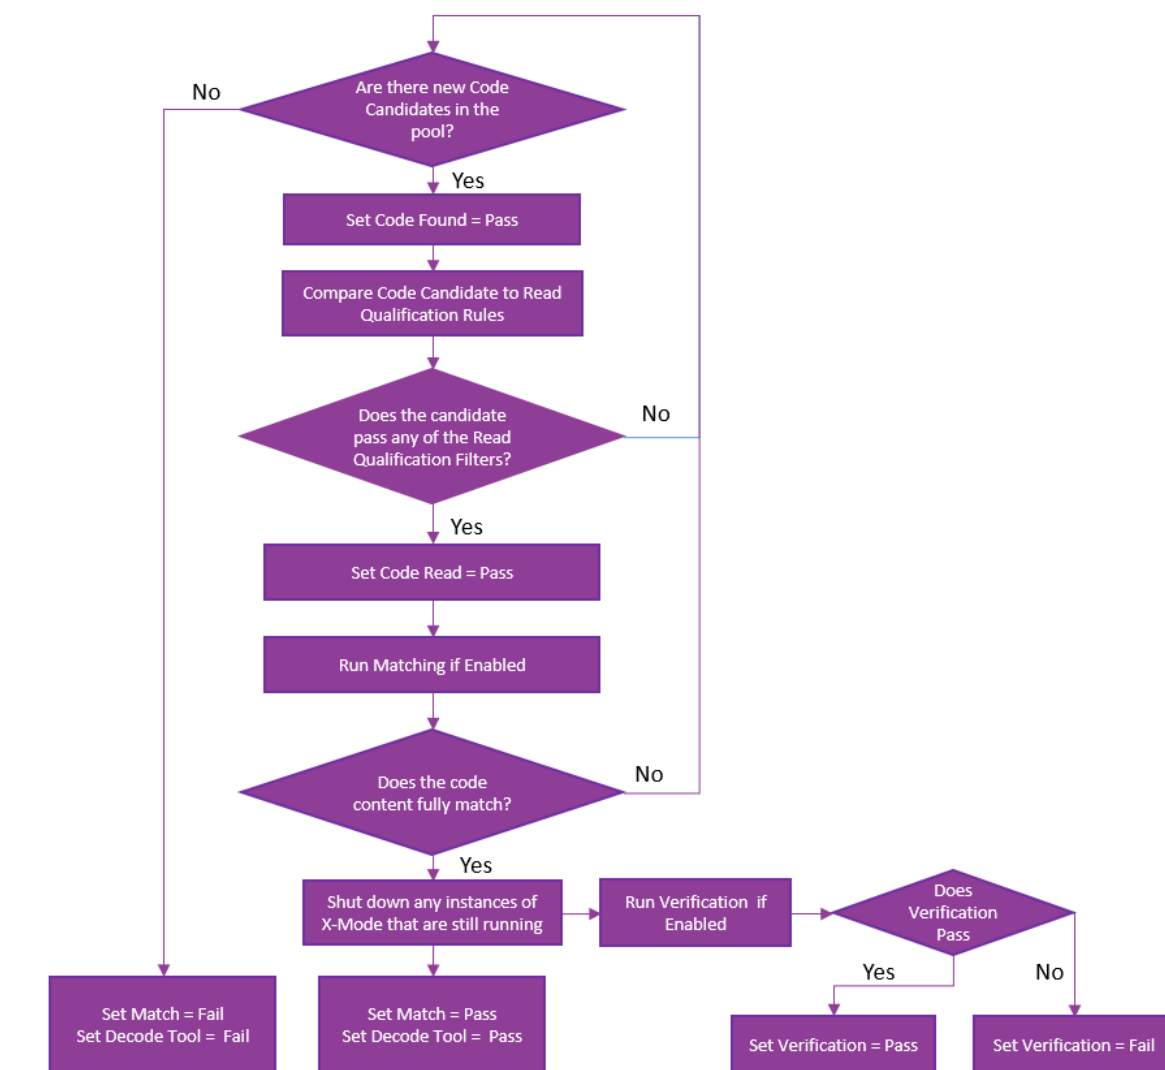 Are there new Code
Candidates in the
pool?
No
Yes
Set Code Found = Pass
Compare Code Candidate to Read
Qualification Rules
Does the candidate
pass any of the Read
Qualification Filters?
No
Yes
Set Code Read = Pass
Run Matching if Enabled
Does the code
content fully match?
No
Yes
Shut down any instances of
X-Mode that are still running
Run Verification if
Enabled
Does
Verification
Pass
Yes
No
Set Match = Fail
Set Decode Tool = Fail
Set Match = Pass
Set Decode Tool = Pass
Set Verification = Pass
Set Verification = Fail